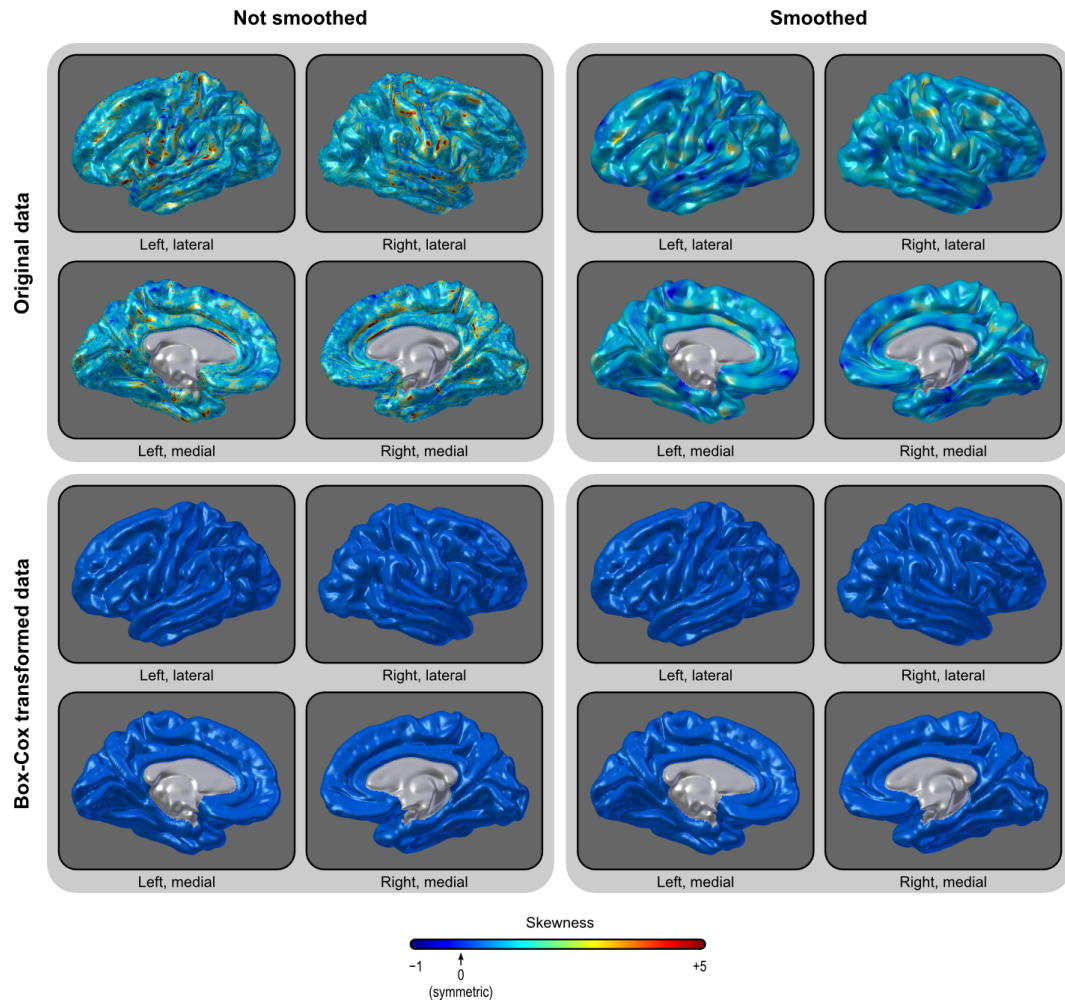 Not smoothed
Smoothed
Original data
Left, lateral
Right, lateral
Left, lateral
Right, lateral
Left, medial
Right, medial
Left, medial
Right, medial
Box-Cox transformed data
Left, lateral
Right, lateral
Left, lateral
Right, lateral
Left, medial
Right, medial
Left, medial
Right, medial
Skewness
−1
0
+5
(symmetric)